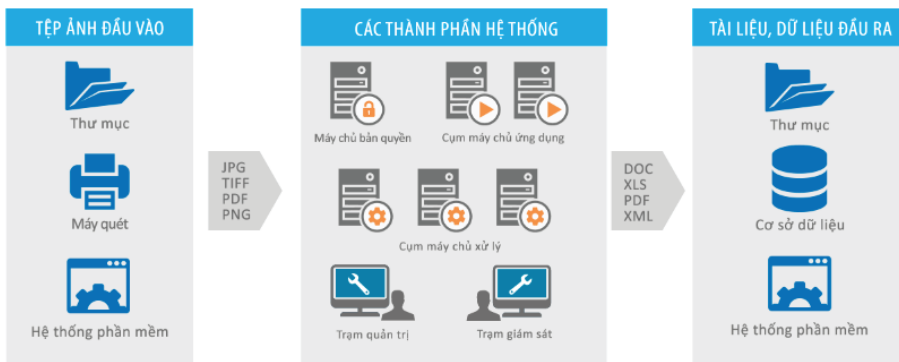 TỆP ẢNH ĐẦU VÀO
Thư mục
Máy quét
Hệ thống phần mềm
JPG
TIFF
PDF
PNG
CÁC THÀNH PHẦN HỆ THỐNG
Máy chủ bản quyền
Cụm máy chủ ứng dụng
Cụm máy chủ xử lý
Trạm quản trị
Trạm giám sát
DOC
XLS
PDF
XML
TÀI LIỆU, DỮ LIỆU ĐẦU RA
Thư mục
Cơ sở dữ liệu
Hệ thống phần mềm